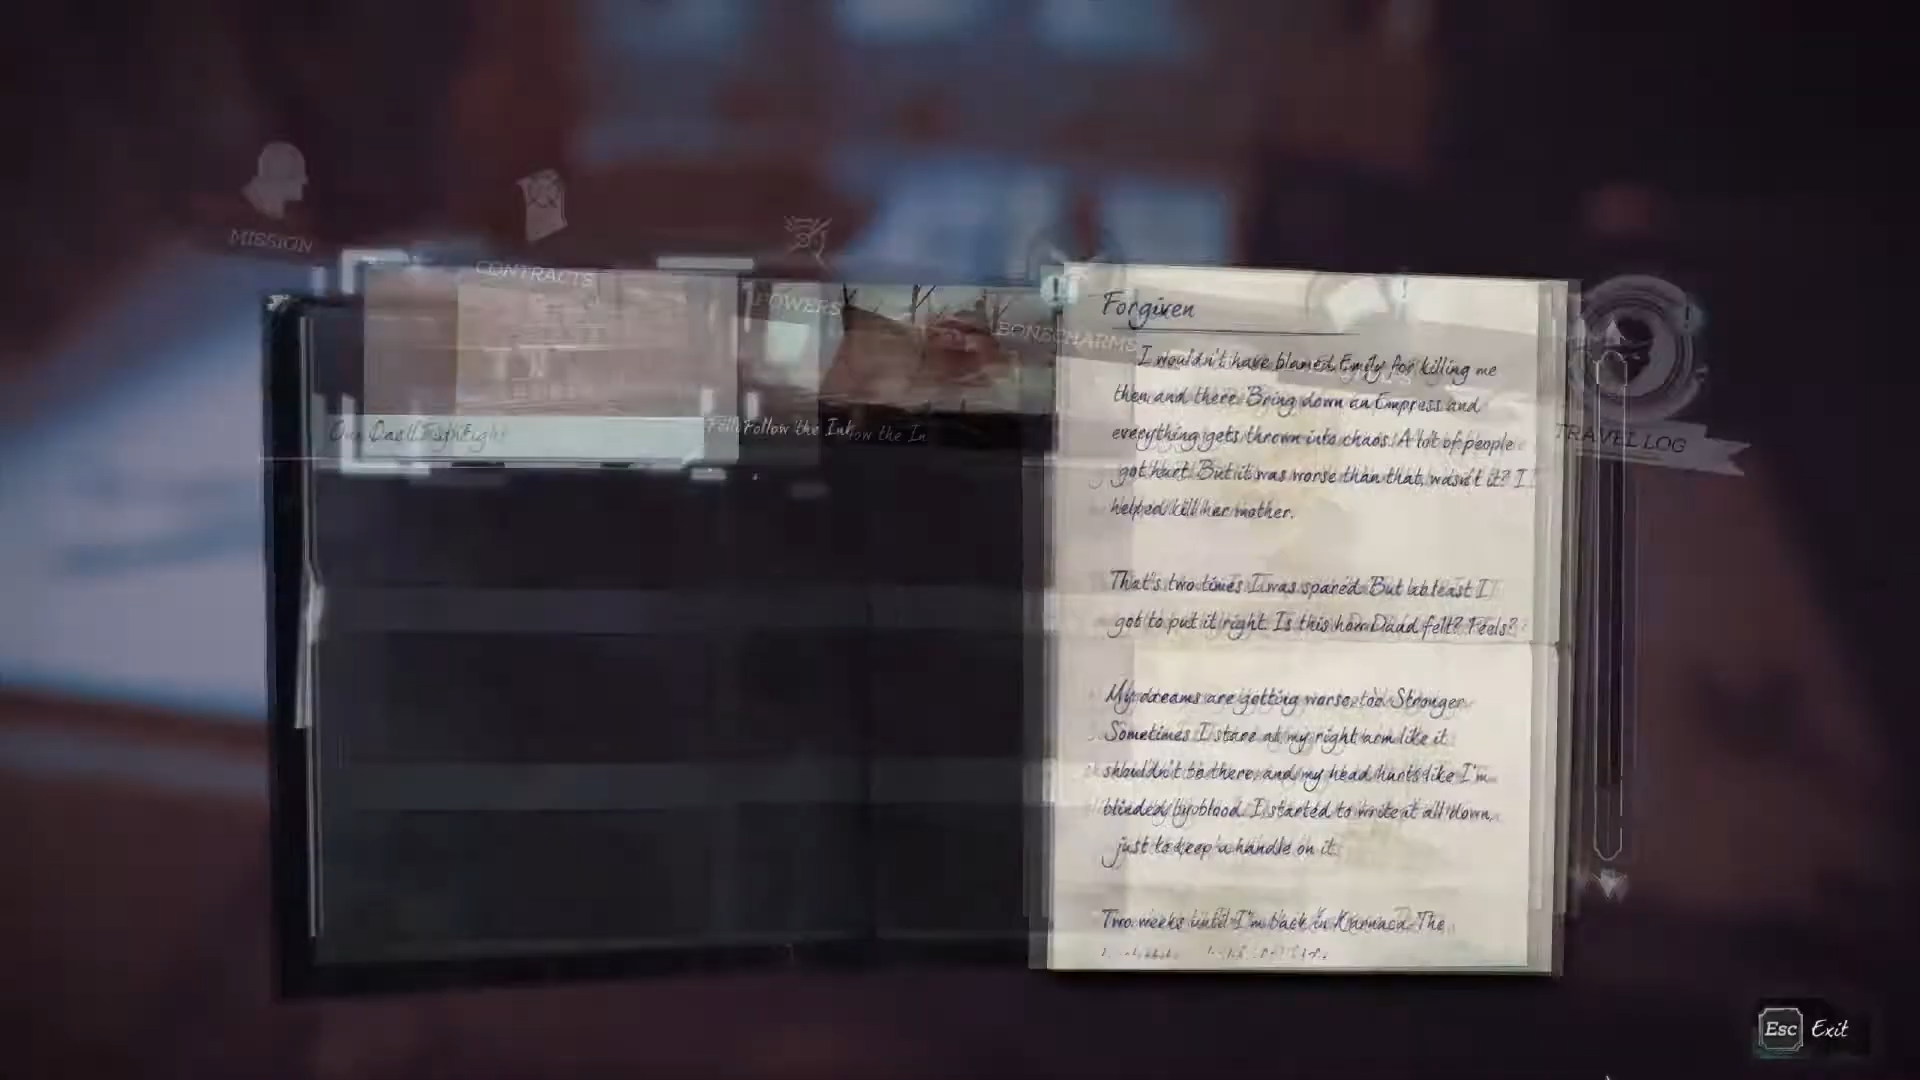 MISSION
CONTRACTS
POWERS
BONECHARMS
TRAVEL LOG
Follow the Ink
Forgiven
I wouldn't have blamed Emily for killing me
then and there. Bring down an Empress and
everything gets thrown into chaos. A lot of people
got hurt. But it was worse than that, wasn't it? I
helped kill her mother.
That's two times I was spared. But at least I
got to put it right. Is this how Daud felt? Feels?
My dreams are getting worse, too. Stronger.
Sometimes I stare at my right arm like it
shouldn't be there, and my head hurts like I'm
blinded by blood. I started to write it all down,
just to keep a handle on it.
Two weeks until I'm back in Karnaca. The
Esc Exit